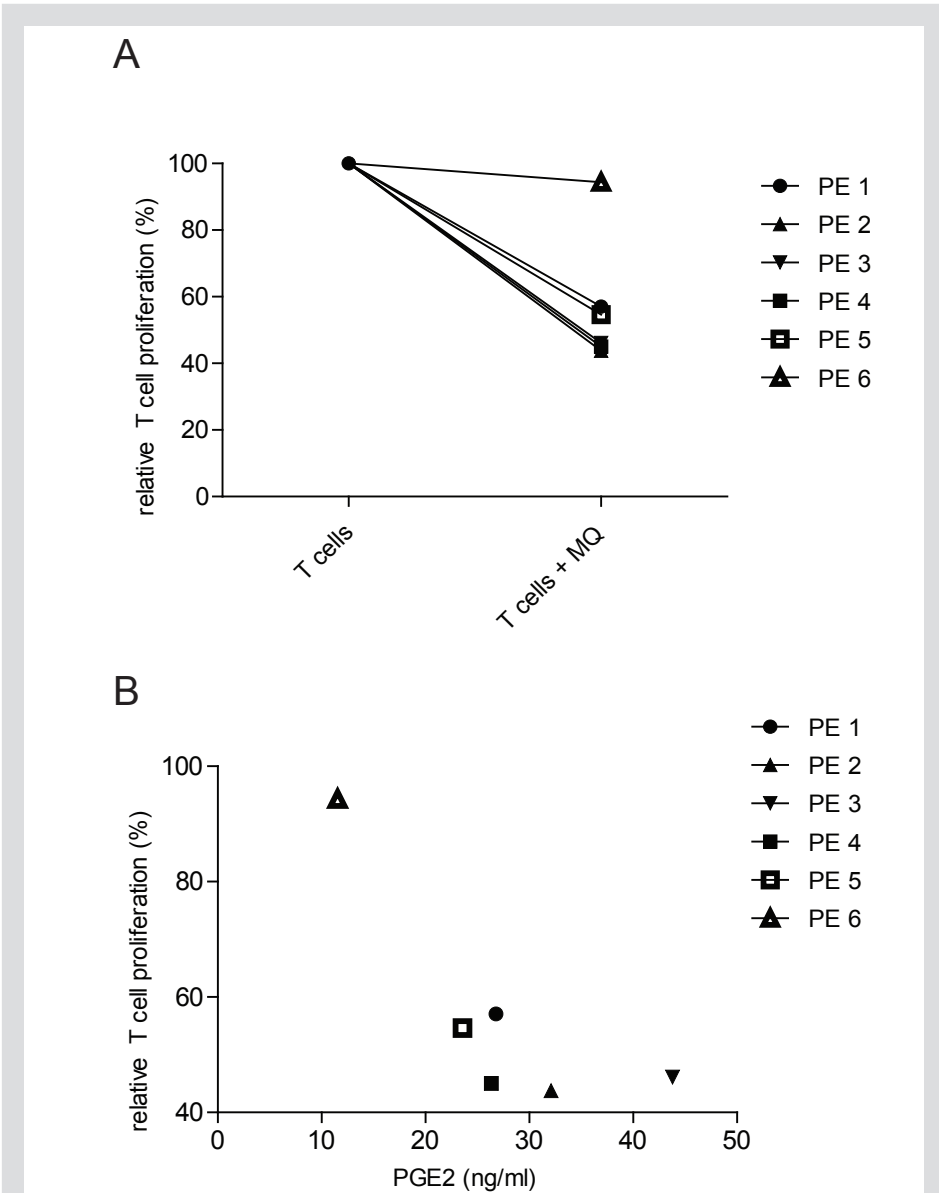 A
relative T cell proliferation (%)
100
80
60
40
20
0
T cells
T cells + MQ
PE 1
PE 2
PE 3
PE 4
PE 5
PE 6
B
relative T cell proliferation (%)
100
80
60
40
0
10
20
30
40
50
PGE2 (ng/ml)
PE 1
PE 2
PE 3
PE 4
PE 5
PE 6